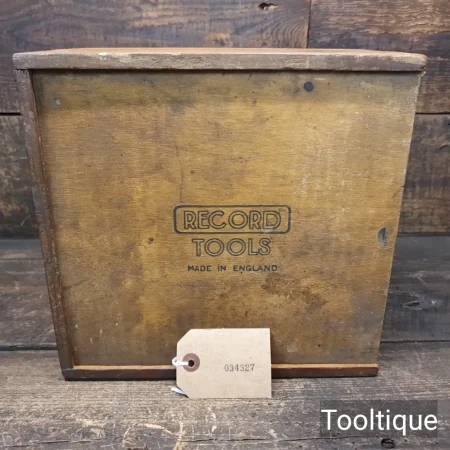 RECORD
TOOLS
MADE IN ENGLAND
034327
Tooltique